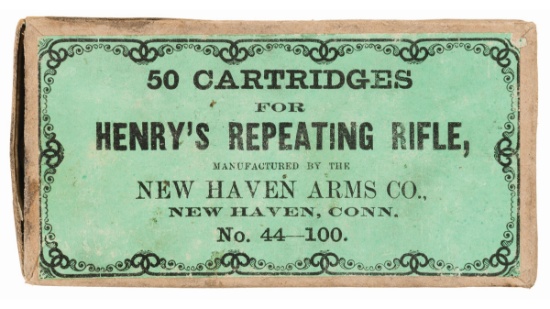 50 CARTRIDGES
FOR
HENRY'S REPEATING RIFLE,
MANUFACTURED BY THE
NEW HAVEN ARMS CO.,
NEW HAVEN, CONN.
No. 44—100.